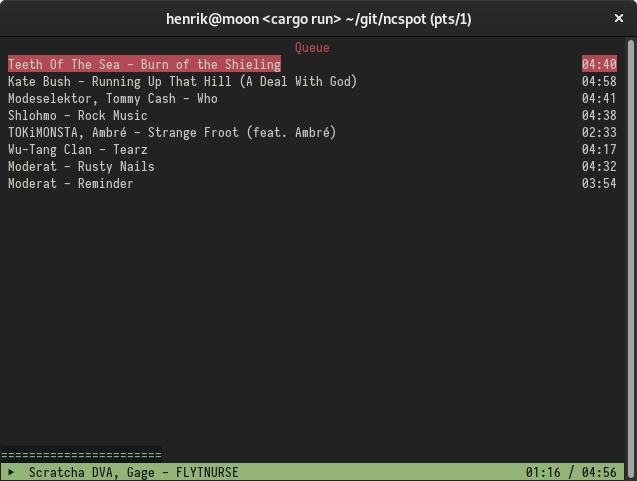 henrik@moon <cargo run> ~/git/ncspot (pts/1)
Queue
Teeth Of The Sea - Burn of the Shieling 04:40
Kate Bush - Running Up That Hill (A Deal With God) 04:58
Modeselektor, Tommy Cash - Who 04:41
Shlohmo - Rock Music 04:38
TOKiMONSTA, Ambré - Strange Froot (feat. Ambré) 02:33
Wu-Tang Clan - Tearz 04:17
Moderat - Rusty Nails 04:32
Moderat - Reminder 03:54
=======================
Scratcha DVA, Gage - FLYTNURSE 01:16 / 04:56